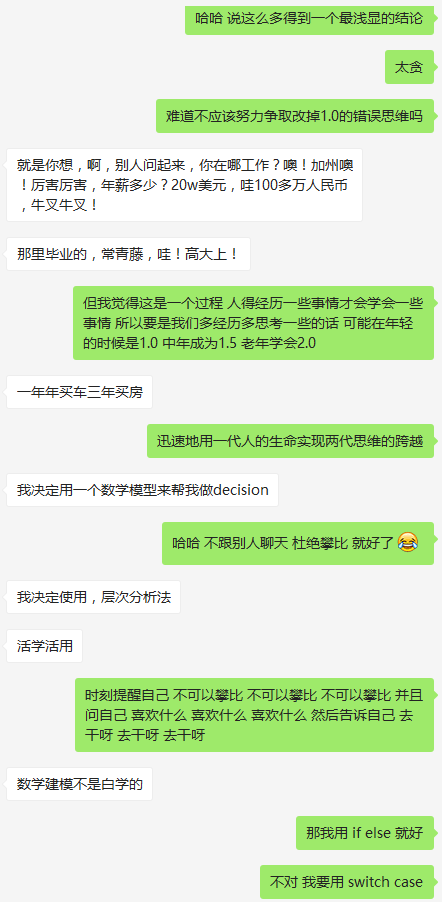 哈哈 说这么多得到一个最浅显的结论
太贪
难道不应该努力争取改掉1.0的错误思维吗
就是你想，啊，别人问起来，你在哪工作？噢！加州噢
！厉害厉害，年薪多少？20w美元，哇100多万人民币
，牛叉牛叉！
那里毕业的，常青藤，哇！高大上！
但我觉得这是一个过程 人得经历一些事情才会学会一些
事情 所以要是我们多经历多思考一些的话 可能在年轻
的时候是1.0 中年成为1.5 老年学会2.0
一年年买车三年买房
迅速地用一代人的生命实现两代思维的跨越
我决定用一个数学模型来帮我做decision
哈哈 不跟别人聊天 杜绝攀比 就好了 😂
我决定使用，层次分析法
活学活用
时刻提醒自己 不可以攀比 不可以攀比 不可以攀比 并且
问自己 喜欢什么 喜欢什么 喜欢什么 然后告诉自己 去
干呀 去干呀 去干呀
数学建模不是白学的
那我用 if else 就好
不对 我要用 switch case